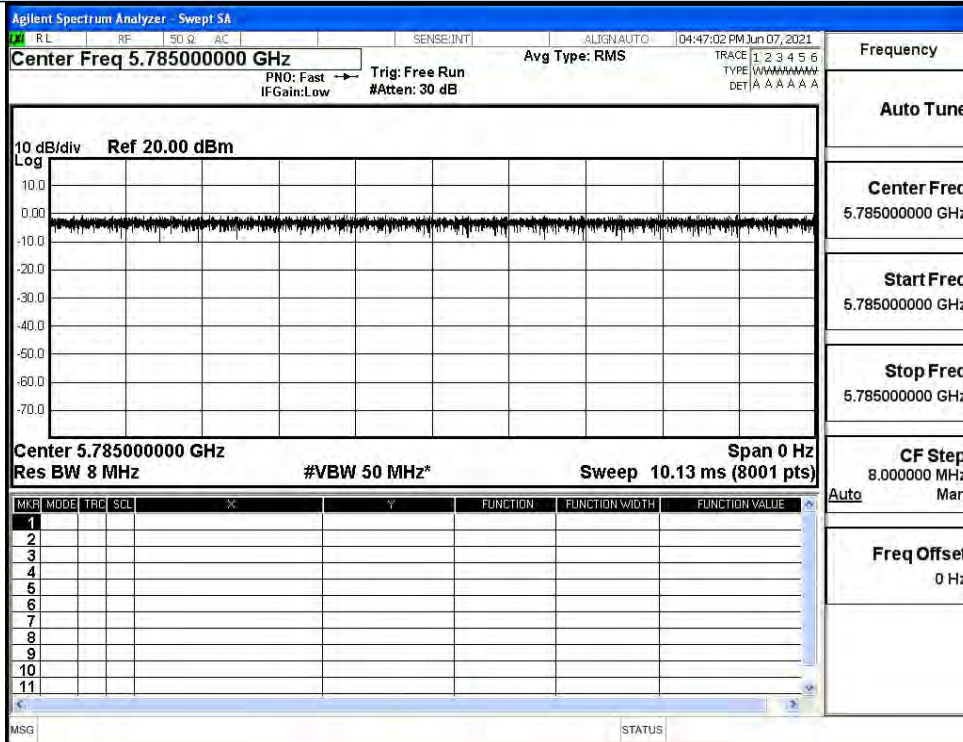 Agilent Spectrum Analyzer - Swept SA
LXI RL RF 50 Ω AC SENSE:INT ALIGN AUTO 04:47:02 PM Jun 07, 2021
Center Freq 5.785000000 GHz
PNO: Fast
IFGain:Low
Trig: Free Run
#Atten: 30 dB
Avg Type: RMS
TRACE 1 2 3 4 5 6
TYPE WWWWWW
DET A A A A A A
10 dB/div Ref 20.00 dBm
Log
10.0
0.00
-10.0
-20.0
-30.0
-40.0
-50.0
-60.0
-70.0
Center 5.785000000 GHz Span 0 Hz
Res BW 8 MHz #VBW 50 MHz* Sweep 10.13 ms (8001 pts)
MKR MODE TRC SCL X Y FUNCTION FUNCTION WIDTH FUNCTION VALUE
1
2
3
4
5
6
7
8
9
10
11
MSG STATUS
Frequency
Auto Tune
Center Freq
5.785000000 GHz
Start Freq
5.785000000 GHz
Stop Freq
5.785000000 GHz
CF Step
8.000000 MHz
Auto Man
Freq Offset
0 Hz